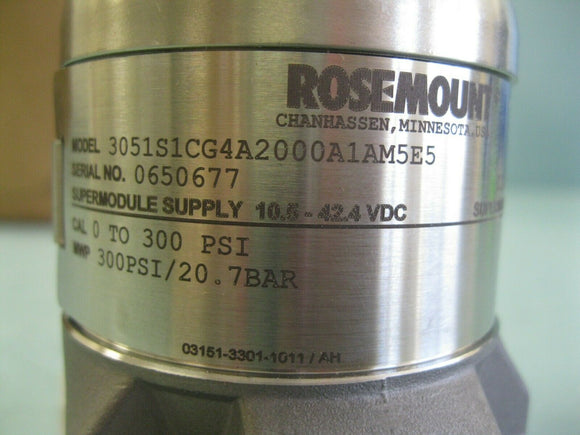 ROSEMOUNT
CHANHASSEN, MINNESOTA, US
MODEL 3051S1CG4A2000A1AM5E5
SERIAL NO. 0650677
SUPERMODULE SUPPLY 10.5 - 42.4 VDC
CAL 0 TO 300 PSI
MWP 300PSI/20.7BAR
03151-3301-1011 / AH